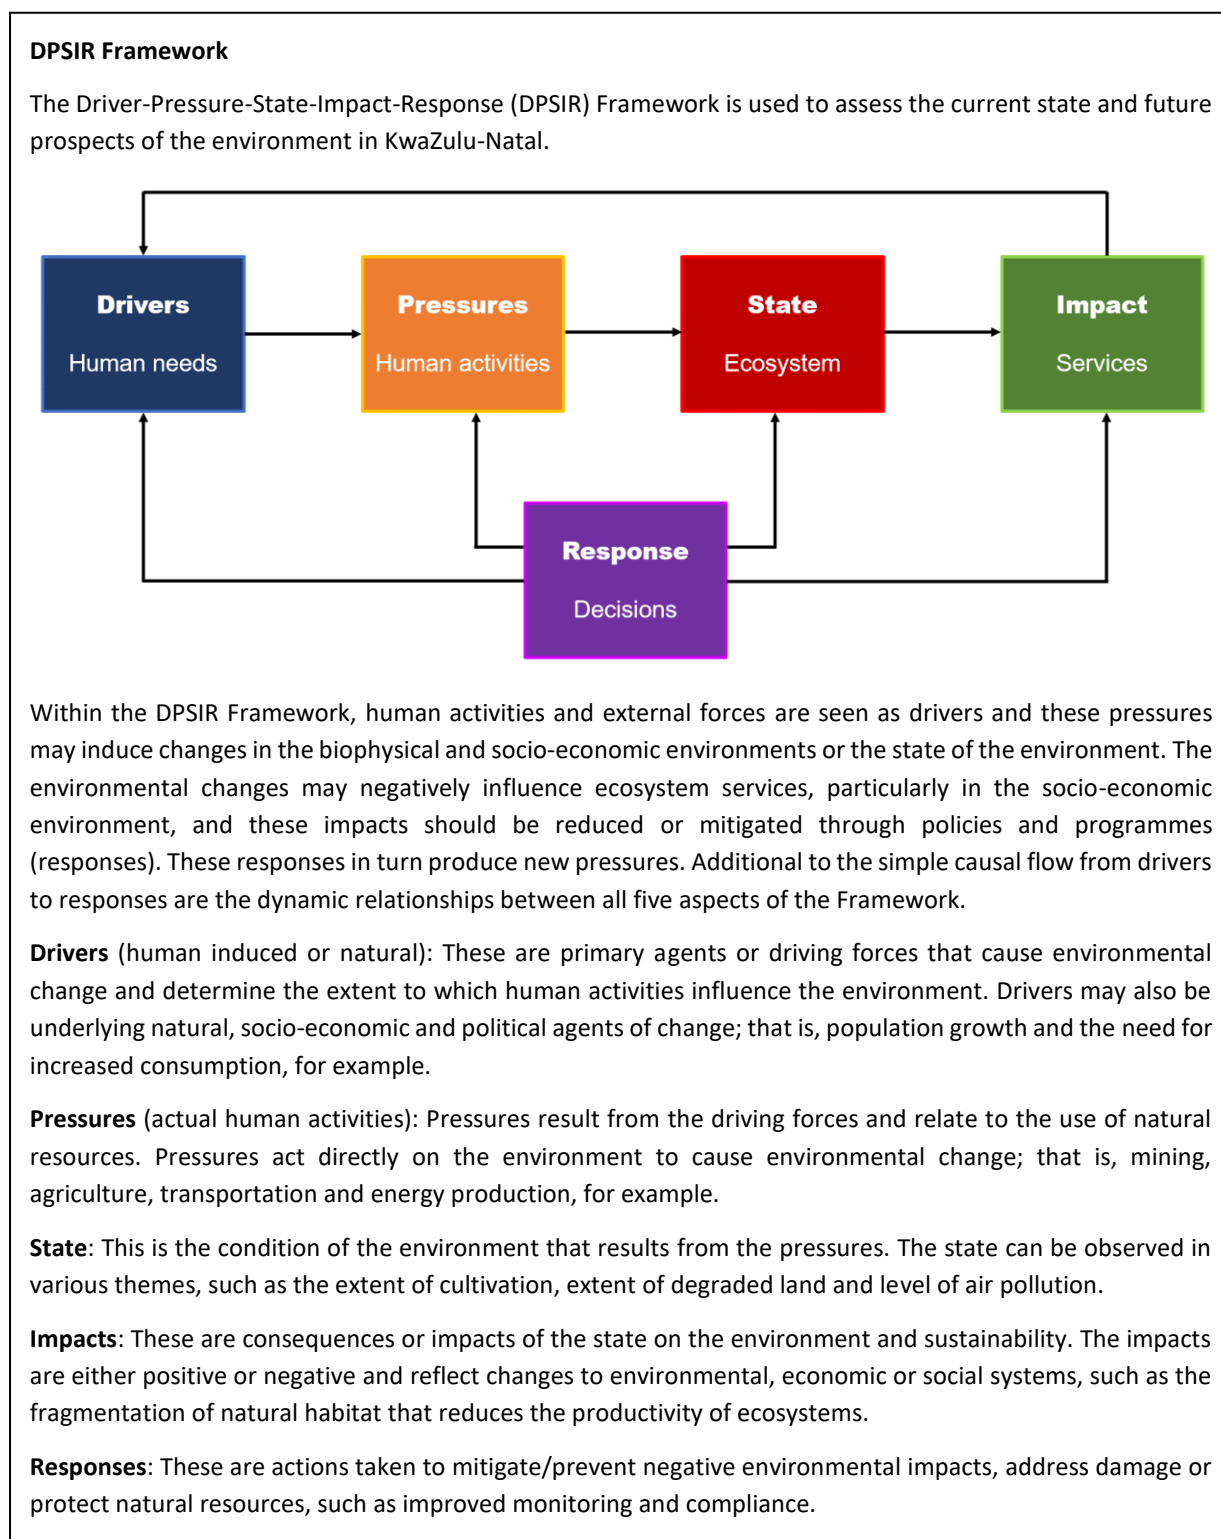 DPSIR Framework
The Driver-Pressure-State-Impact-Response (DPSIR) Framework is used to assess the current state and future
prospects of the environment in KwaZulu-Natal.
Drivers
Human needs
Pressures
Human activities
State
Ecosystem
Impact
Services
Response
Decisions
Within the DPSIR Framework, human activities and external forces are seen as drivers and these pressures
may induce changes in the biophysical and socio-economic environments or the state of the environment. The
environmental changes may negatively influence ecosystem services, particularly in the socio-economic
environment, and these impacts should be reduced or mitigated through policies and programmes
(responses). These responses in turn produce new pressures. Additional to the simple causal flow from drivers
to responses are the dynamic relationships between all five aspects of the Framework.
Drivers (human induced or natural): These are primary agents or driving forces that cause environmental
change and determine the extent to which human activities influence the environment. Drivers may also be
underlying natural, socio-economic and political agents of change; that is, population growth and the need for
increased consumption, for example.
Pressures (actual human activities): Pressures result from the driving forces and relate to the use of natural
resources. Pressures act directly on the environment to cause environmental change; that is, mining,
agriculture, transportation and energy production, for example.
State: This is the condition of the environment that results from the pressures. The state can be observed in
various themes, such as the extent of cultivation, extent of degraded land and level of air pollution.
Impacts: These are consequences or impacts of the state on the environment and sustainability. The impacts
are either positive or negative and reflect changes to environmental, economic or social systems, such as the
fragmentation of natural habitat that reduces the productivity of ecosystems.
Responses: These are actions taken to mitigate/prevent negative environmental impacts, address damage or
protect natural resources, such as improved monitoring and compliance.